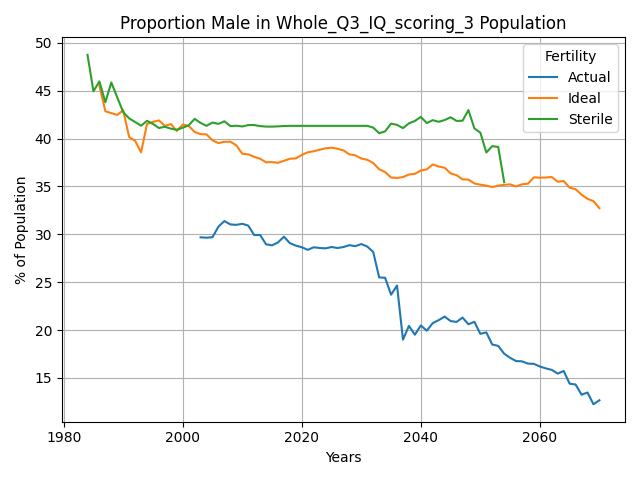 Proportion Male in Whole_Q3_IQ_scoring_3 Population
Fertility
Actual
Ideal
Sterile
% of Population
50
45
40
35
30
25
20
15
1980
2000
2020
2040
2060
Years